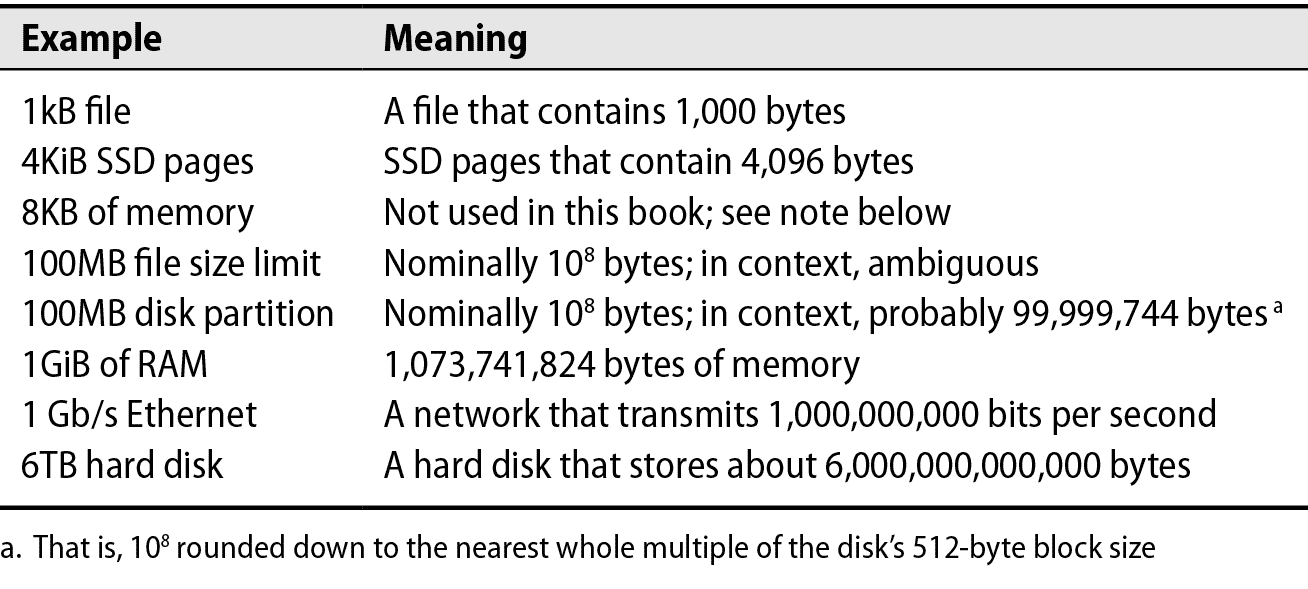 Example Meaning
1kB file A file that contains 1,000 bytes
4KiB SSD pages SSD pages that contain 4,096 bytes
8KB of memory Not used in this book; see note below
100MB file size limit Nominally 10⁸ bytes; in context, ambiguous
100MB disk partition Nominally 10⁸ bytes; in context, probably 99,999,744 bytes ᵃ
1GiB of RAM 1,073,741,824 bytes of memory
1 Gb/s Ethernet A network that transmits 1,000,000,000 bits per second
6TB hard disk A hard disk that stores about 6,000,000,000,000 bytes
a. That is, 10⁸ rounded down to the nearest whole multiple of the disk’s 512-byte block size